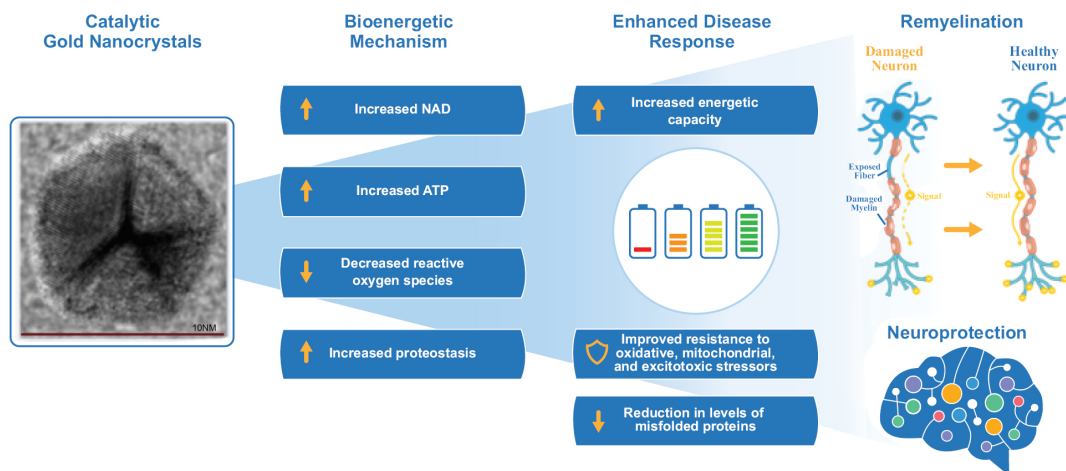 Catalytic
Gold Nanocrystals
10NM
Bioenergetic
Mechanism
Increased NAD
Increased ATP
Decreased reactive
oxygen species
Increased proteostasis
Enhanced Disease
Response
Increased energetic
capacity
Improved resistance to
oxidative, mitochondrial,
and excitotoxic stressors
Reduction in levels of
misfolded proteins
Remyelination
Damaged
Neuron
Healthy
Neuron
Exposed
Fiber
Damaged
Myelin
Signal
Signal
Neuroprotection